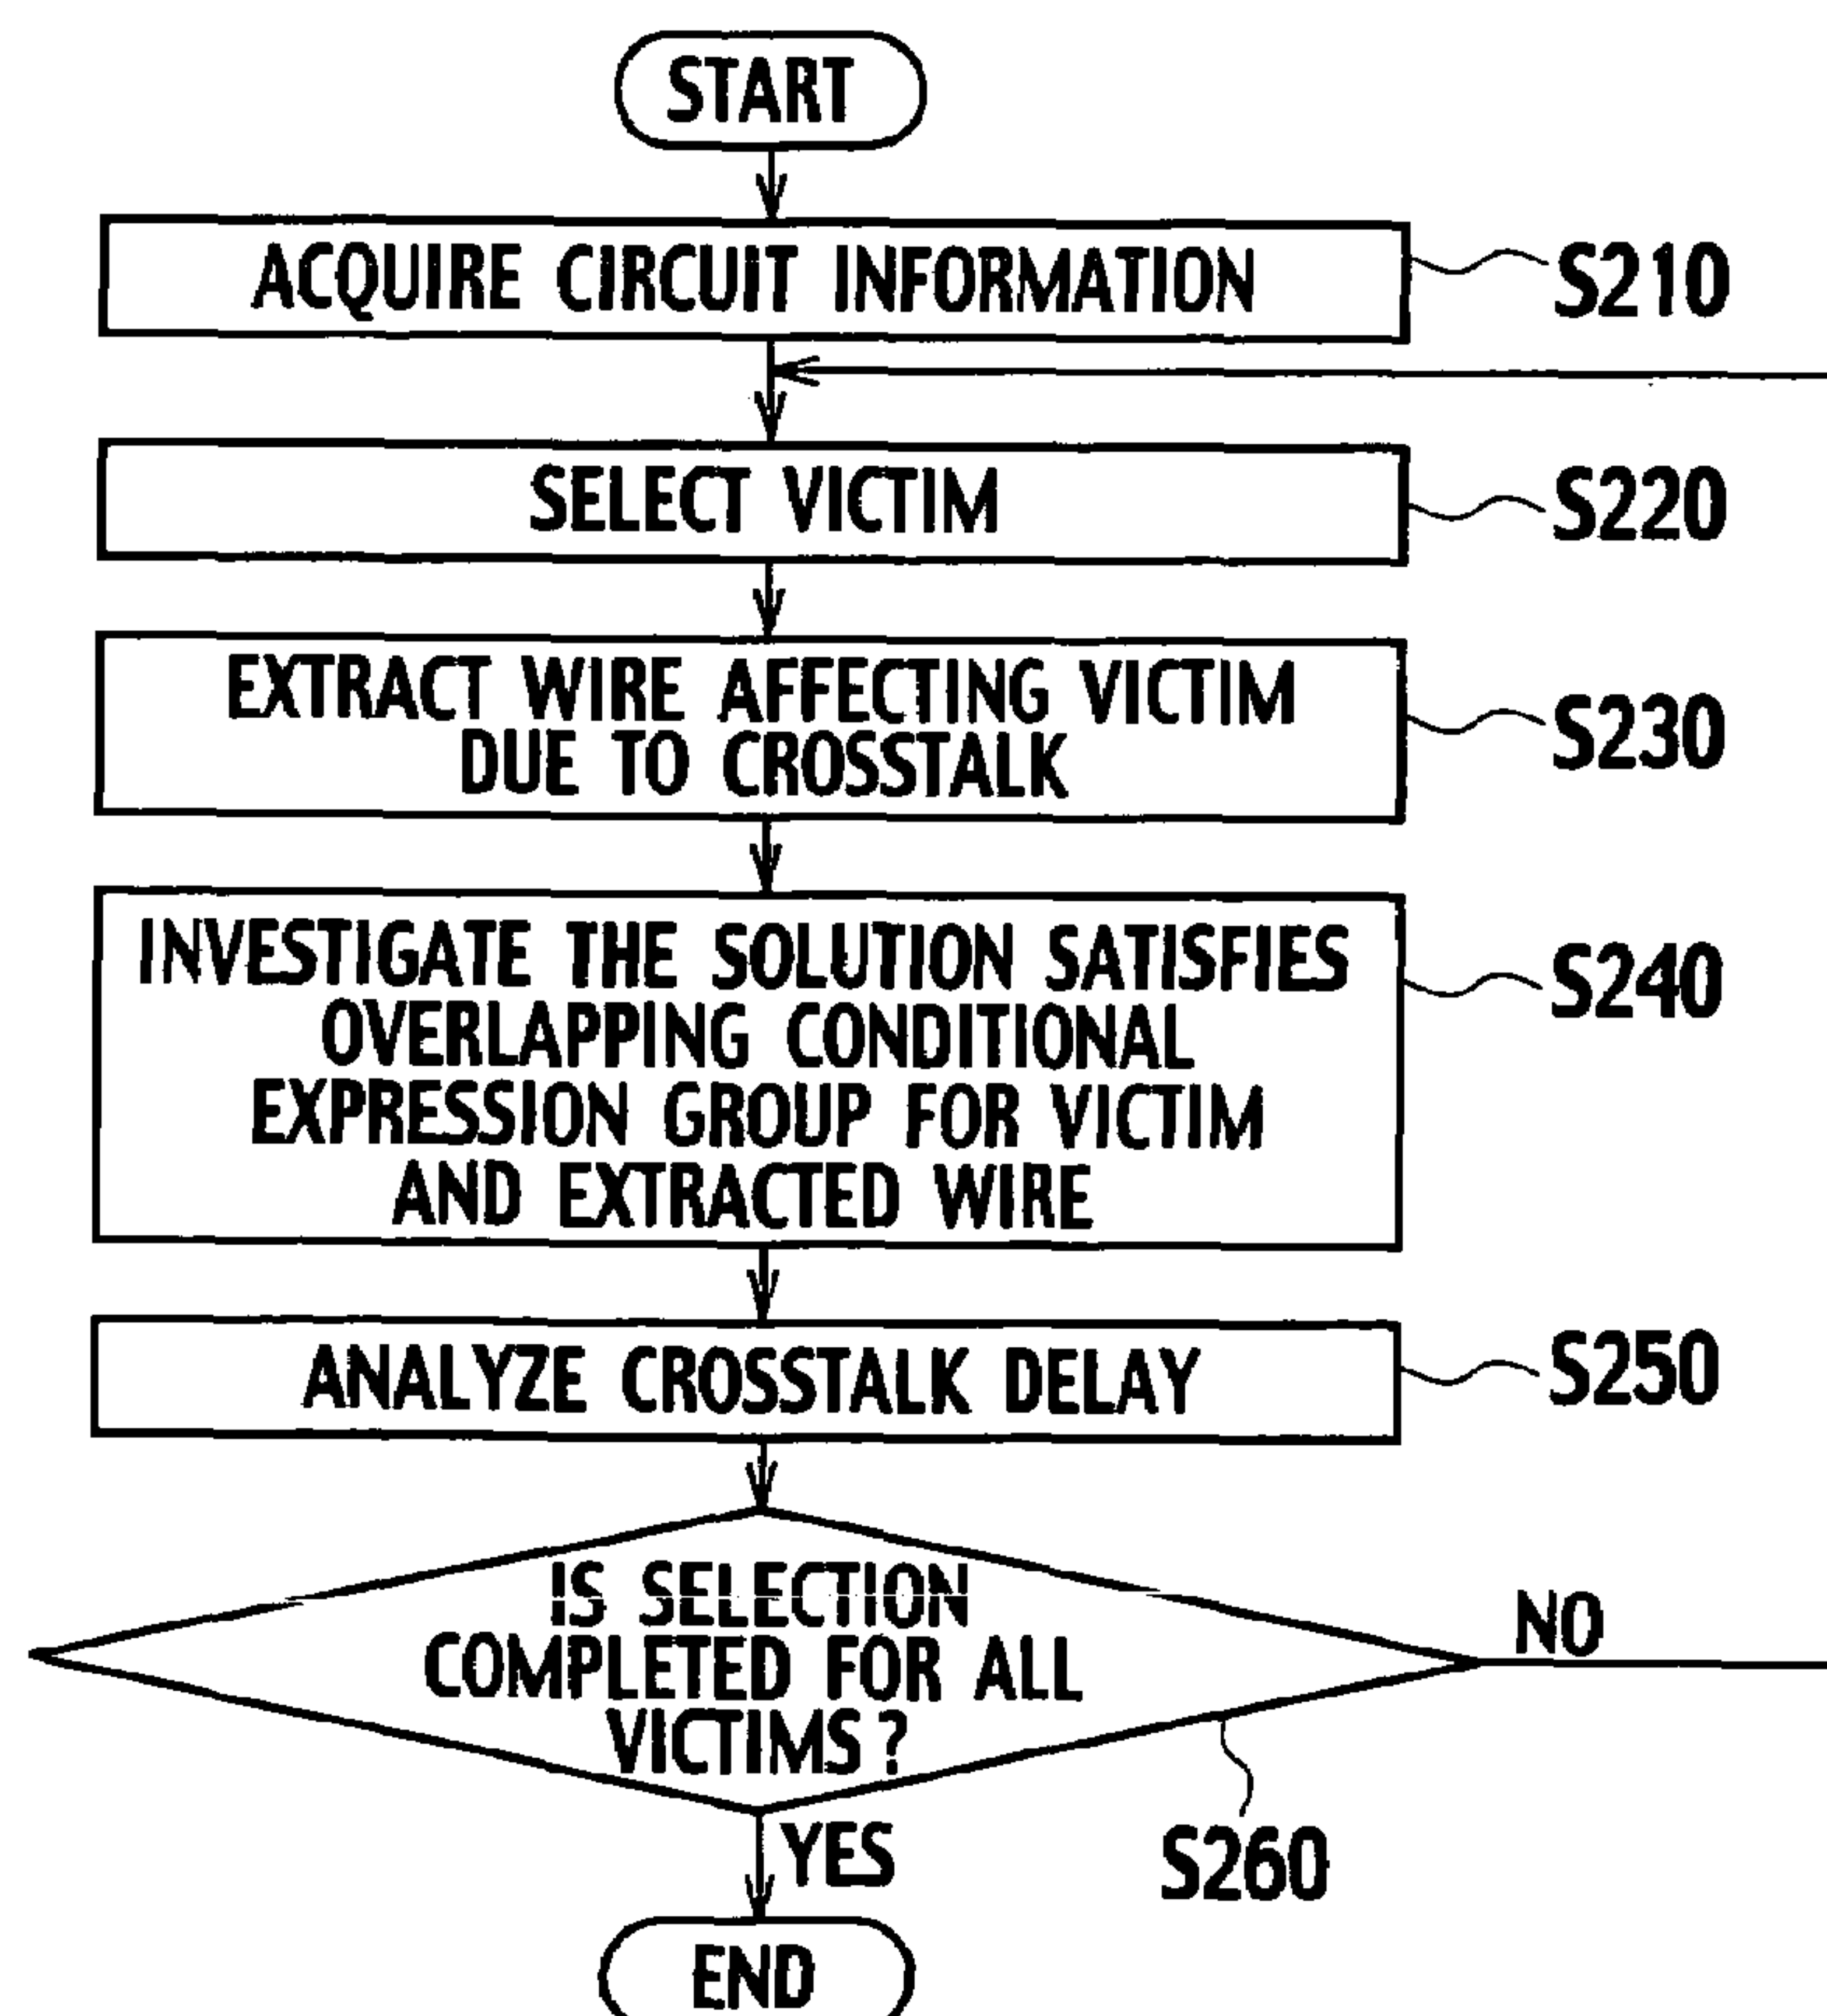 START
ACQUIRE CIRCUIT INFORMATION
S210
SELECT VICTIM
S220
EXTRACT WIRE AFFECTING VICTIM
DUE TO CROSSTALK
S230
INVESTIGATE THE SOLUTION SATISFIES
OVERLAPPING CONDITIONAL
EXPRESSION GROUP FOR VICTIM
AND EXTRACTED WIRE
S240
ANALYZE CROSSTALK DELAY
S250
IS SELECTION
COMPLETED FOR ALL
VICTIMS?
NO
YES
S260
END